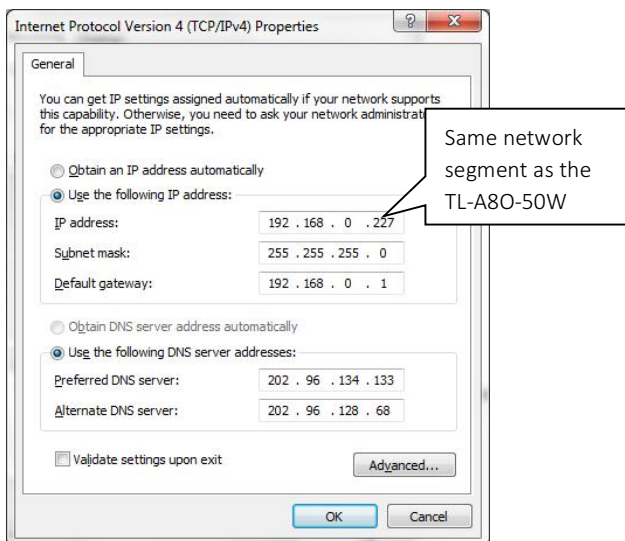 Internet Protocol Version 4 (TCP/IPv4) Properties
General
You can get IP settings assigned automatically if your network supports
this capability. Otherwise, you need to ask your network administrat
for the appropriate IP settings.
Obtain an IP address automatically
Use the following IP address:
IP address: 192 . 168 . 0 . 227
Subnet mask: 255 . 255 . 255 . 0
Default gateway: 192 . 168 . 0 . 1
Obtain DNS server address automatically
Use the following DNS server addresses:
Preferred DNS server: 202 . 96 . 134 . 133
Alternate DNS server: 202 . 96 . 128 . 68
Validate settings upon exit
Advanced...
OK Cancel
Same network
segment as the
TL-A8O-50W